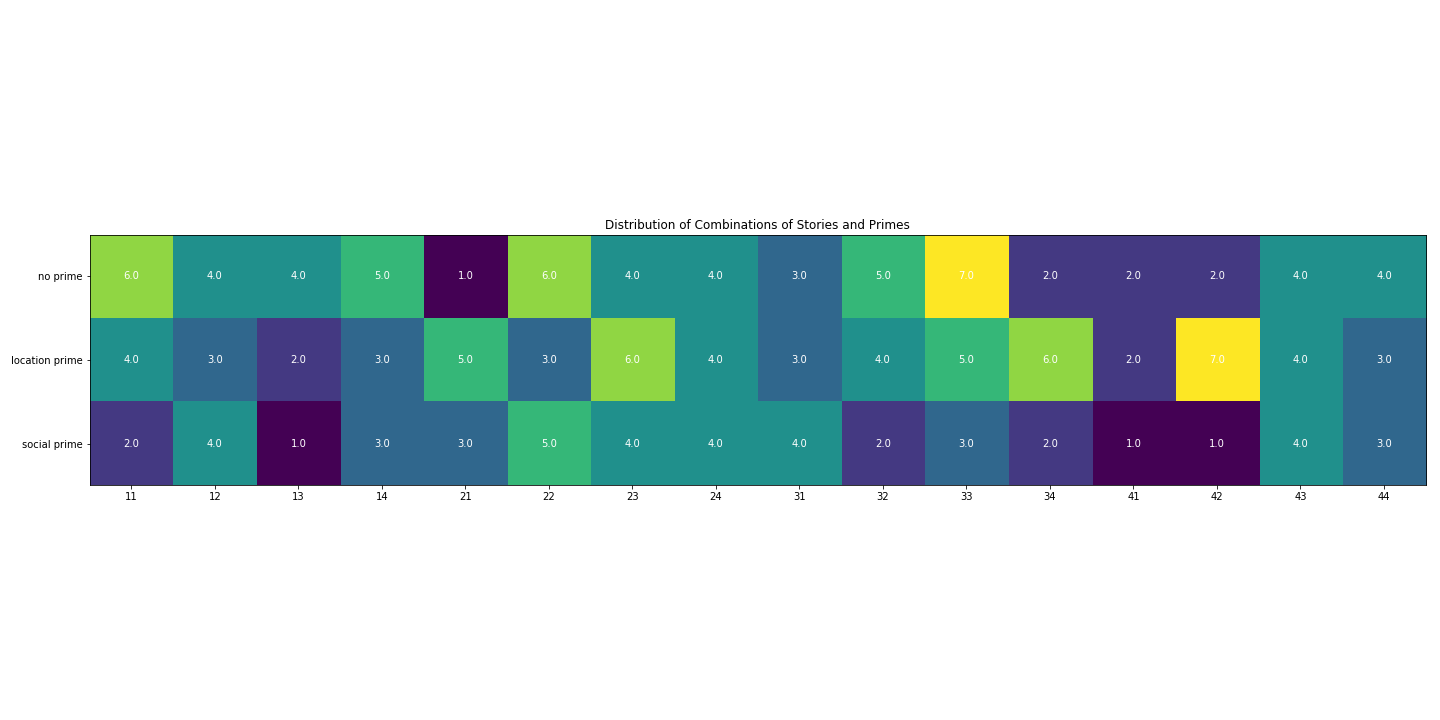 Distribution of Combinations of Stories and Primes
no prime 6.0 4.0 4.0 5.0 1.0 6.0 4.0 4.0 3.0 5.0 7.0 2.0 2.0 2.0 4.0 4.0
location prime 4.0 3.0 2.0 3.0 5.0 3.0 6.0 4.0 3.0 4.0 5.0 6.0 2.0 7.0 4.0 3.0
social prime 2.0 4.0 1.0 3.0 3.0 5.0 4.0 4.0 4.0 2.0 3.0 2.0 1.0 1.0 4.0 3.0
11 12 13 14 21 22 23 24 31 32 33 34 41 42 43 44